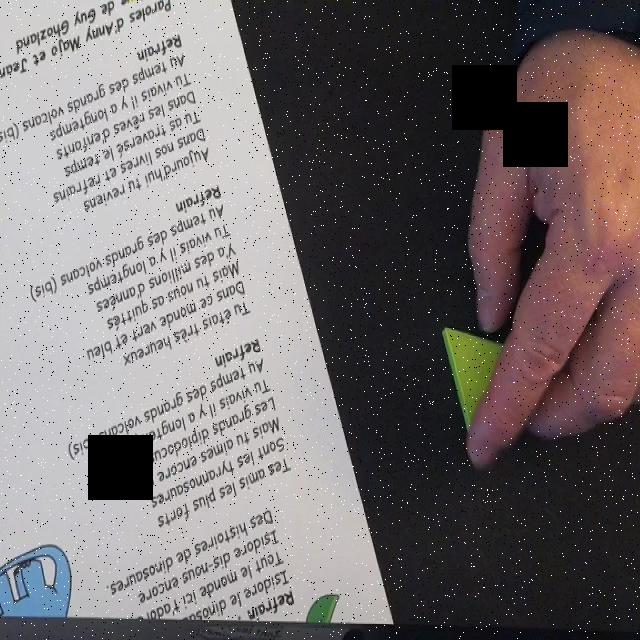 Refrain
Isidore le
Tout le monde ici
Isidore dis-nous encore
Des histoires de dinosaures
Tes amis les plus forts
Sont les tyrannosaures
Mais tu aimes encore
Les grands
Tu vivais il y a
Au temps des grands (bis)
Refrain
Tu étais très heureux
Dans ce monde vert et bleu
Mais tu nous as quittés
Y'a des millions d'années
Tu vivais il y a longtemps
Au temps des grands volcans (bis)
Refrain
Aujourd'hui tu reviens
Dans nos livres et refrains
Tu as traversé le temps
Dans les rêves d'enfants
Tu vivais il y a longtemps
Au temps des grands volcans (bis)
Refrain
Paroles d'Anny Majo et Jean
de Guy Ghozland